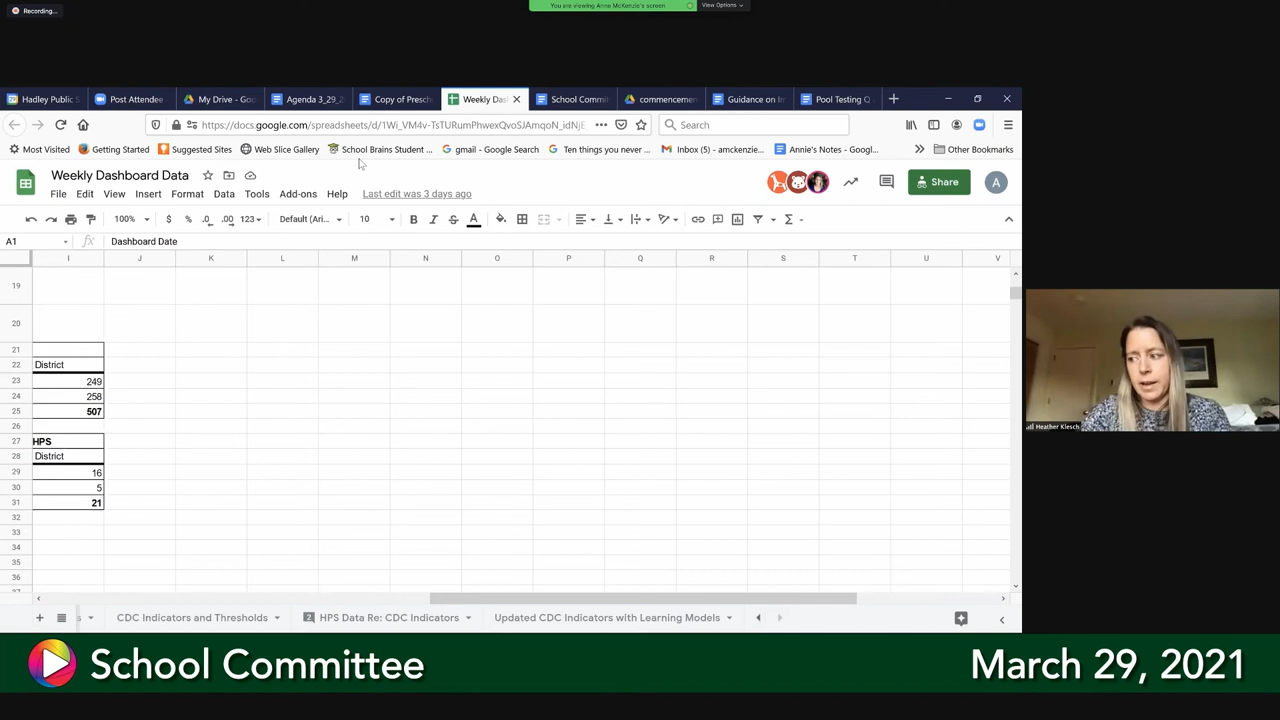 Recording...
You are viewing Anne McKenzie's screen
View Options
Hadley Public S
Post Attendee
My Drive - Goo
Agenda 3_29_2
Copy of Presch
Weekly Das
School Commit
commencemen
Guidance on In
Pool Testing Q
https://docs.google.com/spreadsheets/d/1Wi_VM4v-TsTURumPhwexQvoSJAmqoN_idNjE
Search
Most Visited
Getting Started
Suggested Sites
Web Slice Gallery
School Brains Student ...
gmail - Google Search
Ten things you never ...
Inbox (5) - amckenzie...
Annie's Notes - Googl...
Other Bookmarks
Weekly Dashboard Data
File Edit View Insert Format Data Tools Add-ons Help
Last edit was 3 days ago
Share
A
100%
$ % .0 .00 123
Default (Ari...
10
B I S A
A1
fx
Dashboard Date
I J K L M N O P Q R S T U V
19
20
21
22 District
23 249
24 258
25 507
26
27 HPS
28 District
29 16
30 5
31 21
32
33
34
35
36
Heather Klesch
CDC Indicators and Thresholds
2 HPS Data Re: CDC Indicators
Updated CDC Indicators with Learning Models
School Committee
March 29, 2021